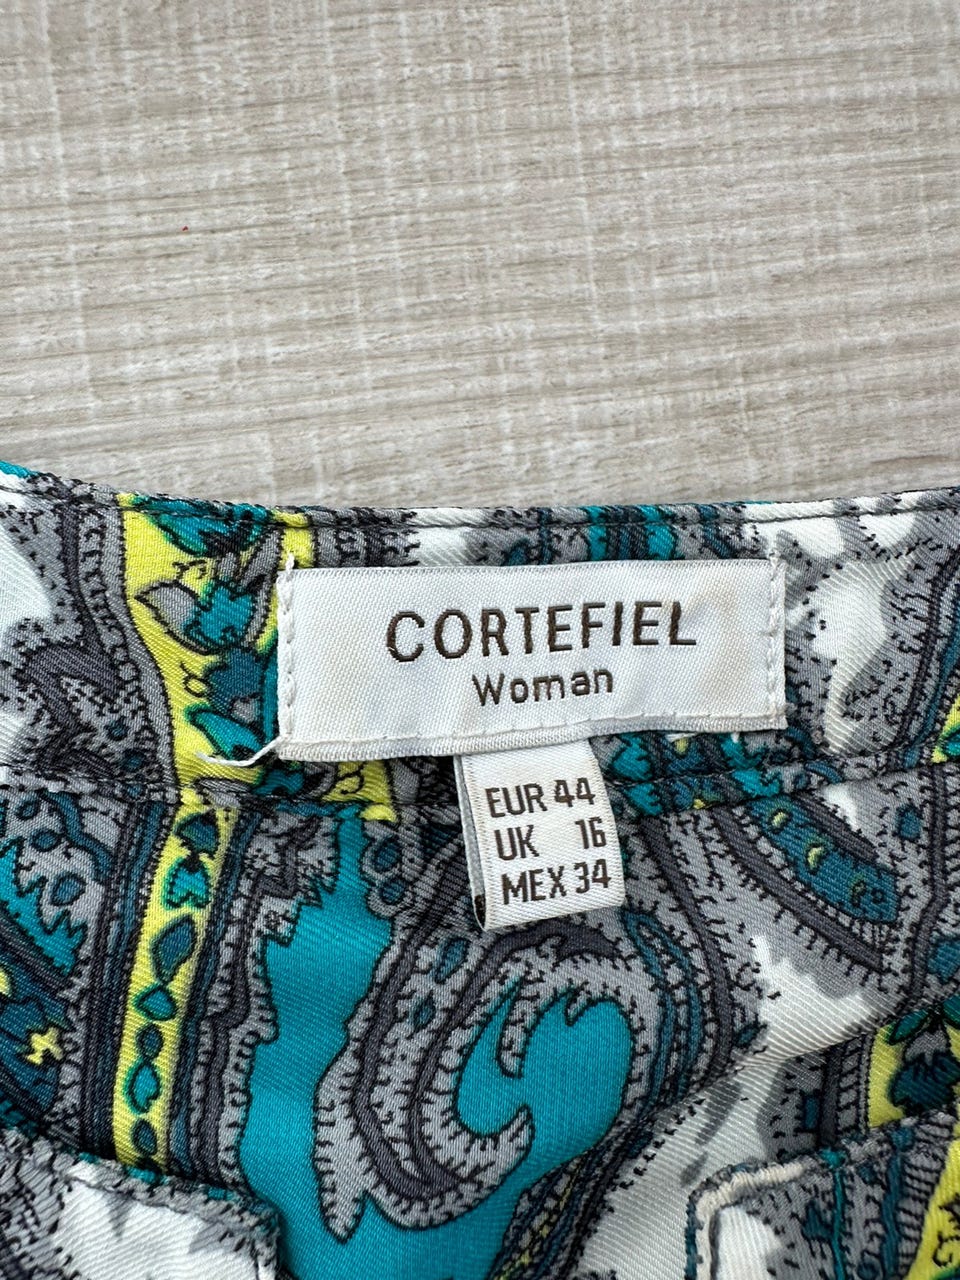 CORTEFIEL
Woman
EUR 44
UK 16
MEX 34